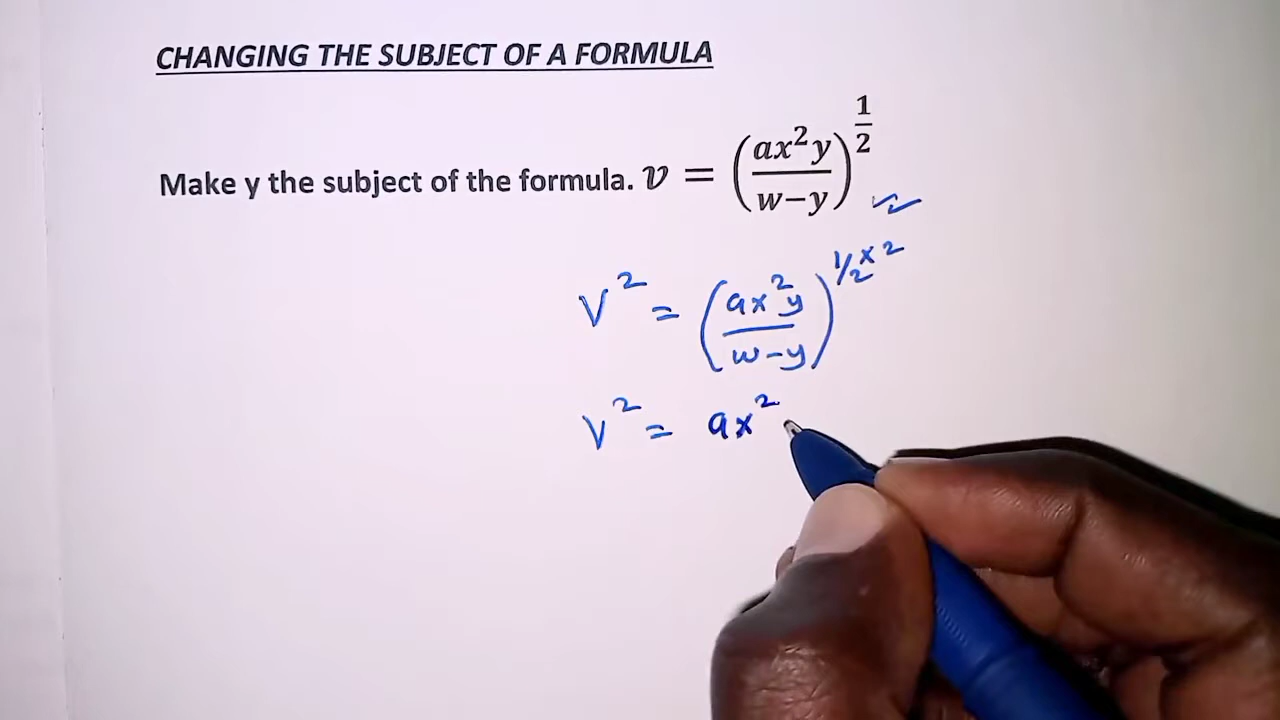 CHANGING THE SUBJECT OF A FORMULA
Make y the subject of the formula. v = (ax²y / w−y)^(1/2)
V² = (ax²y / w−y)^(1/2 × 2)
V² = ax²